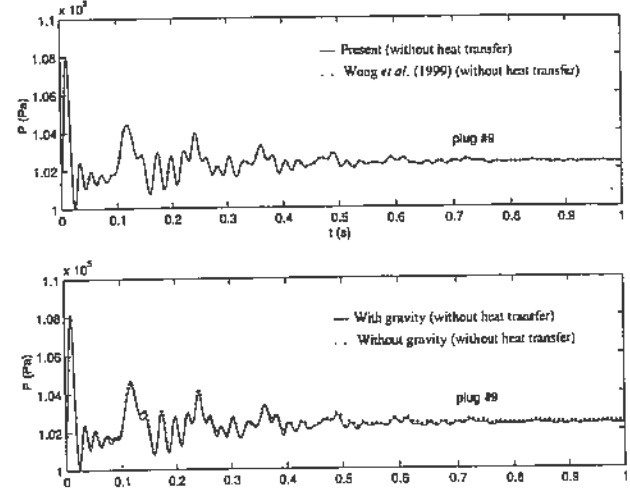 x 10⁵
1.1
1.08
1.06
1.04
1.02
1
P (Pa)
— Present (without heat transfer)
·· Wong et al. (1999) (without heat transfer)
plug #9
0 0.1 0.2 0.3 0.4 0.5 0.6 0.7 0.8 0.9 1
t (s)
x 10⁵
1.1
1.08
1.06
1.04
1.02
1
P (Pa)
— With gravity (without heat transfer)
·· Without gravity (without heat transfer)
plug #9
0 0.1 0.2 0.3 0.4 0.5 0.6 0.7 0.8 0.9 1